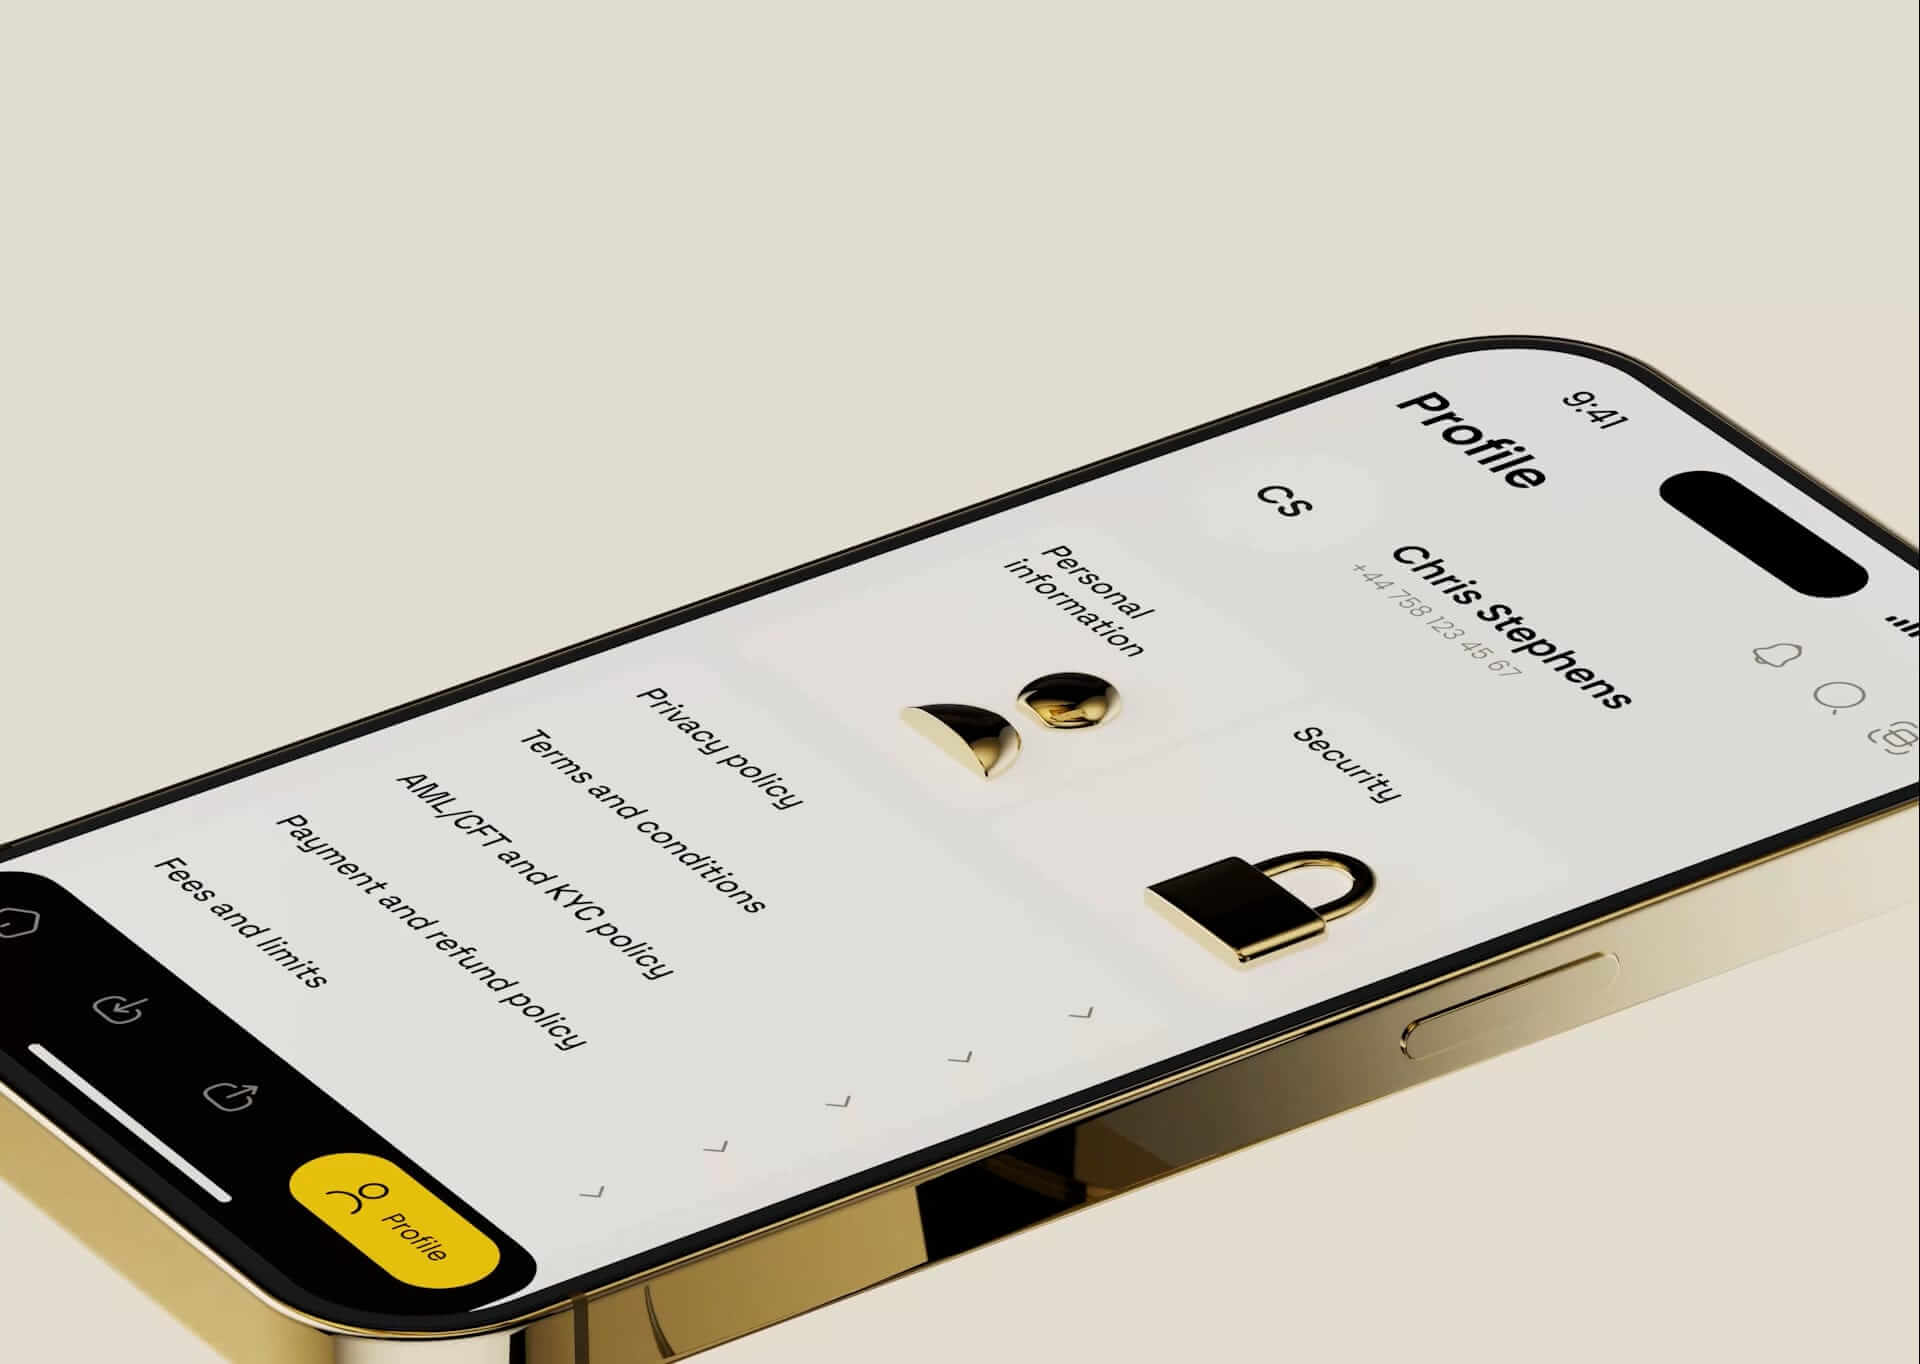 9:41
Profile
CS
Chris Stephens
+44 758 123 45 67
Personal
information
Security
Privacy policy
Terms and conditions
AML/CFT and KYC policy
Payment and refund policy
Fees and limits
Profile